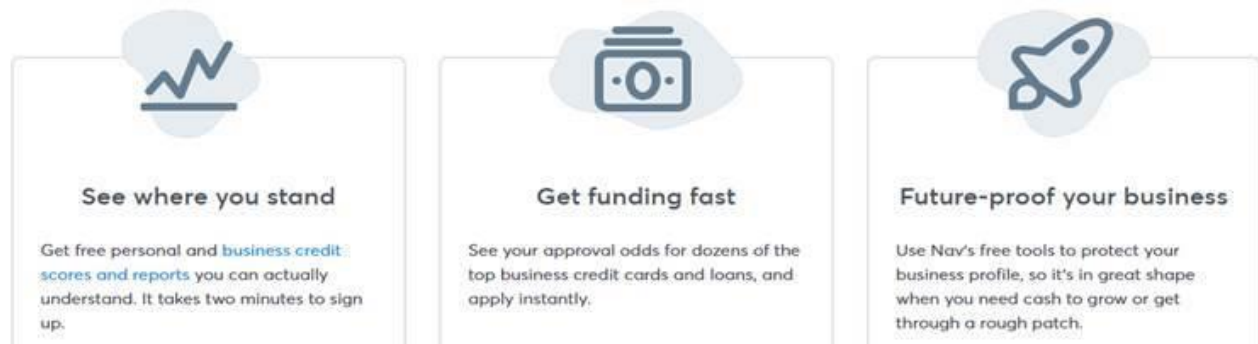 See where you stand
Get free personal and business credit
scores and reports you can actually
understand. It takes two minutes to sign
up.
Get funding fast
See your approval odds for dozens of the
top business credit cards and loans, and
apply instantly.
Future-proof your business
Use Nav's free tools to protect your
business profile, so it's in great shape
when you need cash to grow or get
through a rough patch.